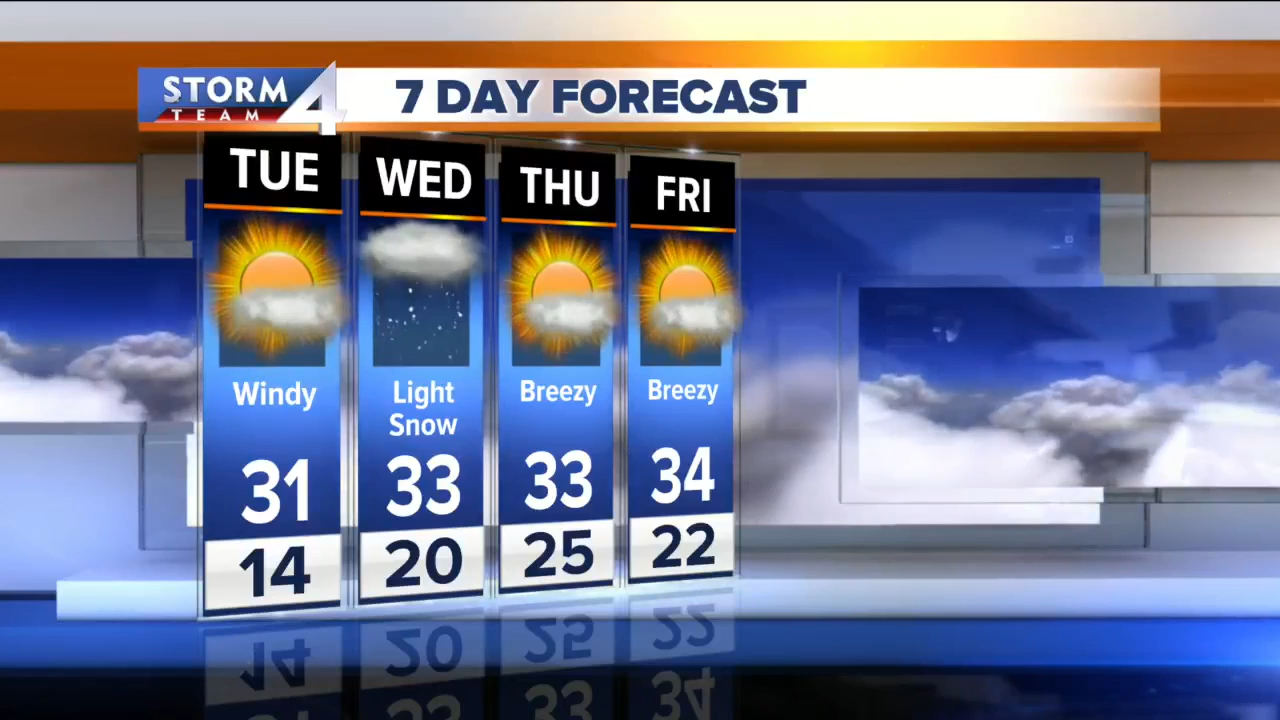 STORM
TEAM
4
7 DAY FORECAST
TUE
Windy
31
14
WED
Light
Snow
33
20
THU
Breezy
33
25
FRI
Breezy
34
22